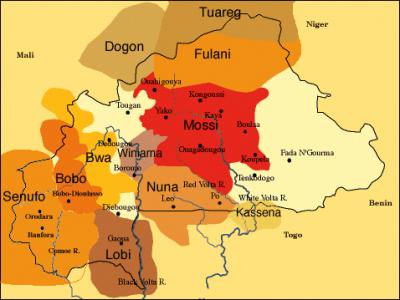 Tuareg
Niger
Dogon
Mali
Fulani
Ouahigouya
Kongoussi
Tougan
Yako
Kaya
Mossi
Boulsa
Dedougou
Bwa
Winiama
Ouagadougou
Koupela
Fada N'Gourma
Boromo
Tenkodogo
Bobo
Nuna
Red Volta R.
Senufo
Bobo-Dioulasso
Leo
Po
White Volta R.
Benin
Diebougou
Kassena
Orodara
Banfora
Gaoua
Togo
Comoe R.
Lobi
Black Volta R.